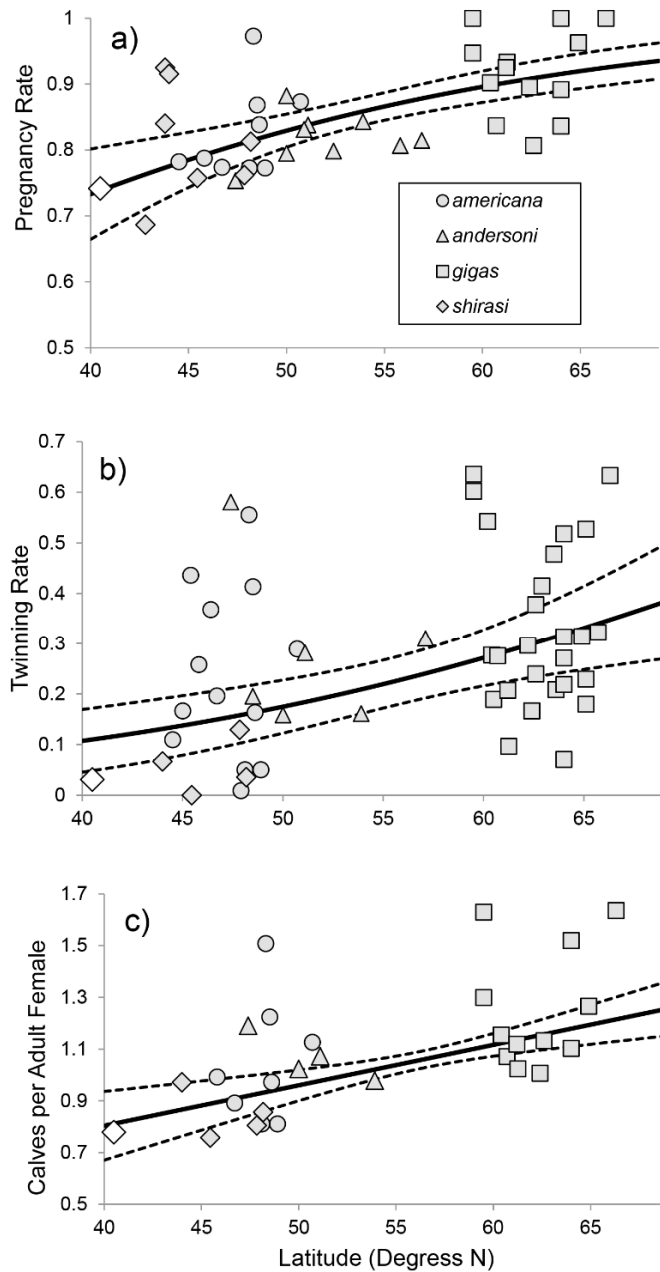 a)
Pregnancy Rate
1
0.9
0.8
0.7
0.6
0.5
40 45 50 55 60 65
americana
andersoni
gigas
shirasi
b)
Twinning Rate
0.7
0.6
0.5
0.4
0.3
0.2
0.1
0
40 45 50 55 60 65
c)
Calves per Adult Female
1.7
1.5
1.3
1.1
0.9
0.7
0.5
40 45 50 55 60 65
Latitude (Degress N)